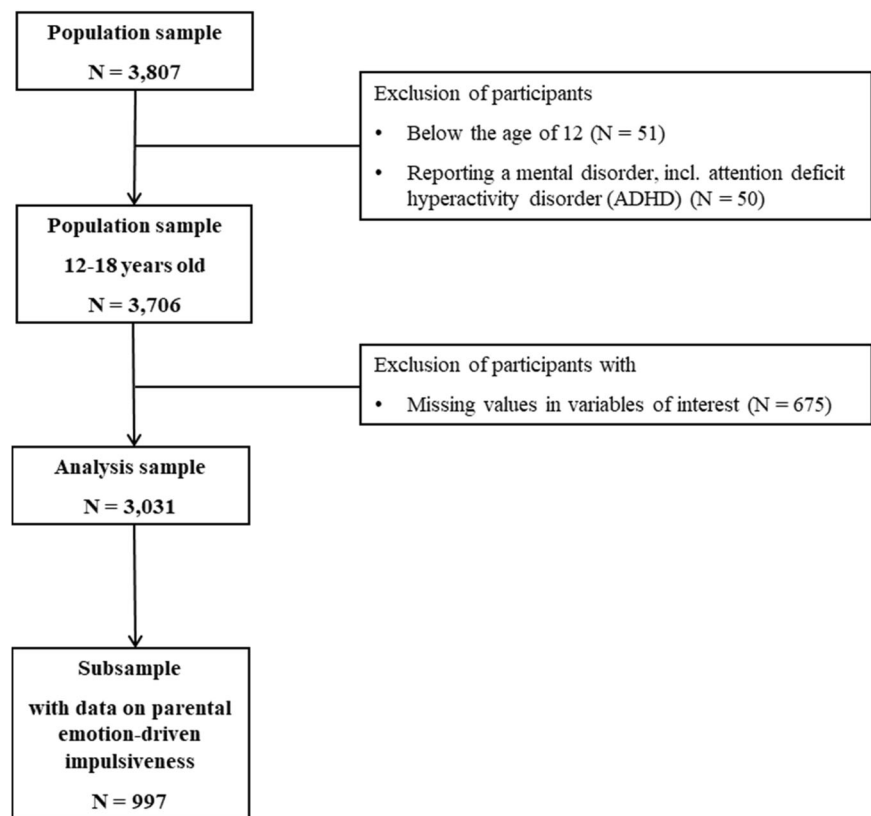 Population sample
N = 3,807
Exclusion of participants
• Below the age of 12 (N = 51)
• Reporting a mental disorder, incl. attention deficit
hyperactivity disorder (ADHD) (N = 50)
Population sample
12-18 years old
N = 3,706
Exclusion of participants with
• Missing values in variables of interest (N = 675)
Analysis sample
N = 3,031
Subsample
with data on parental
emotion-driven
impulsiveness
N = 997